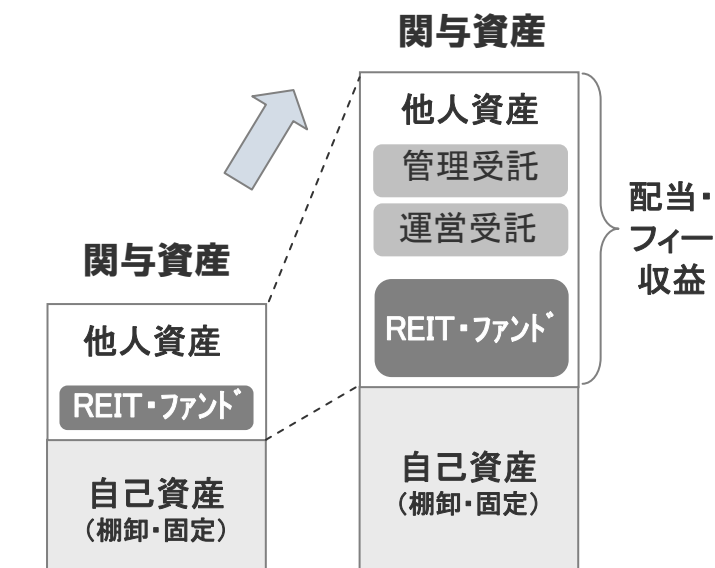 関与資産
他人資産
REIT・ファンド
自己資産
（棚卸・固定）
関与資産
他人資産
管理受託
運営受託
REIT・ファンド
自己資産
（棚卸・固定）
配当・
フィー
収益